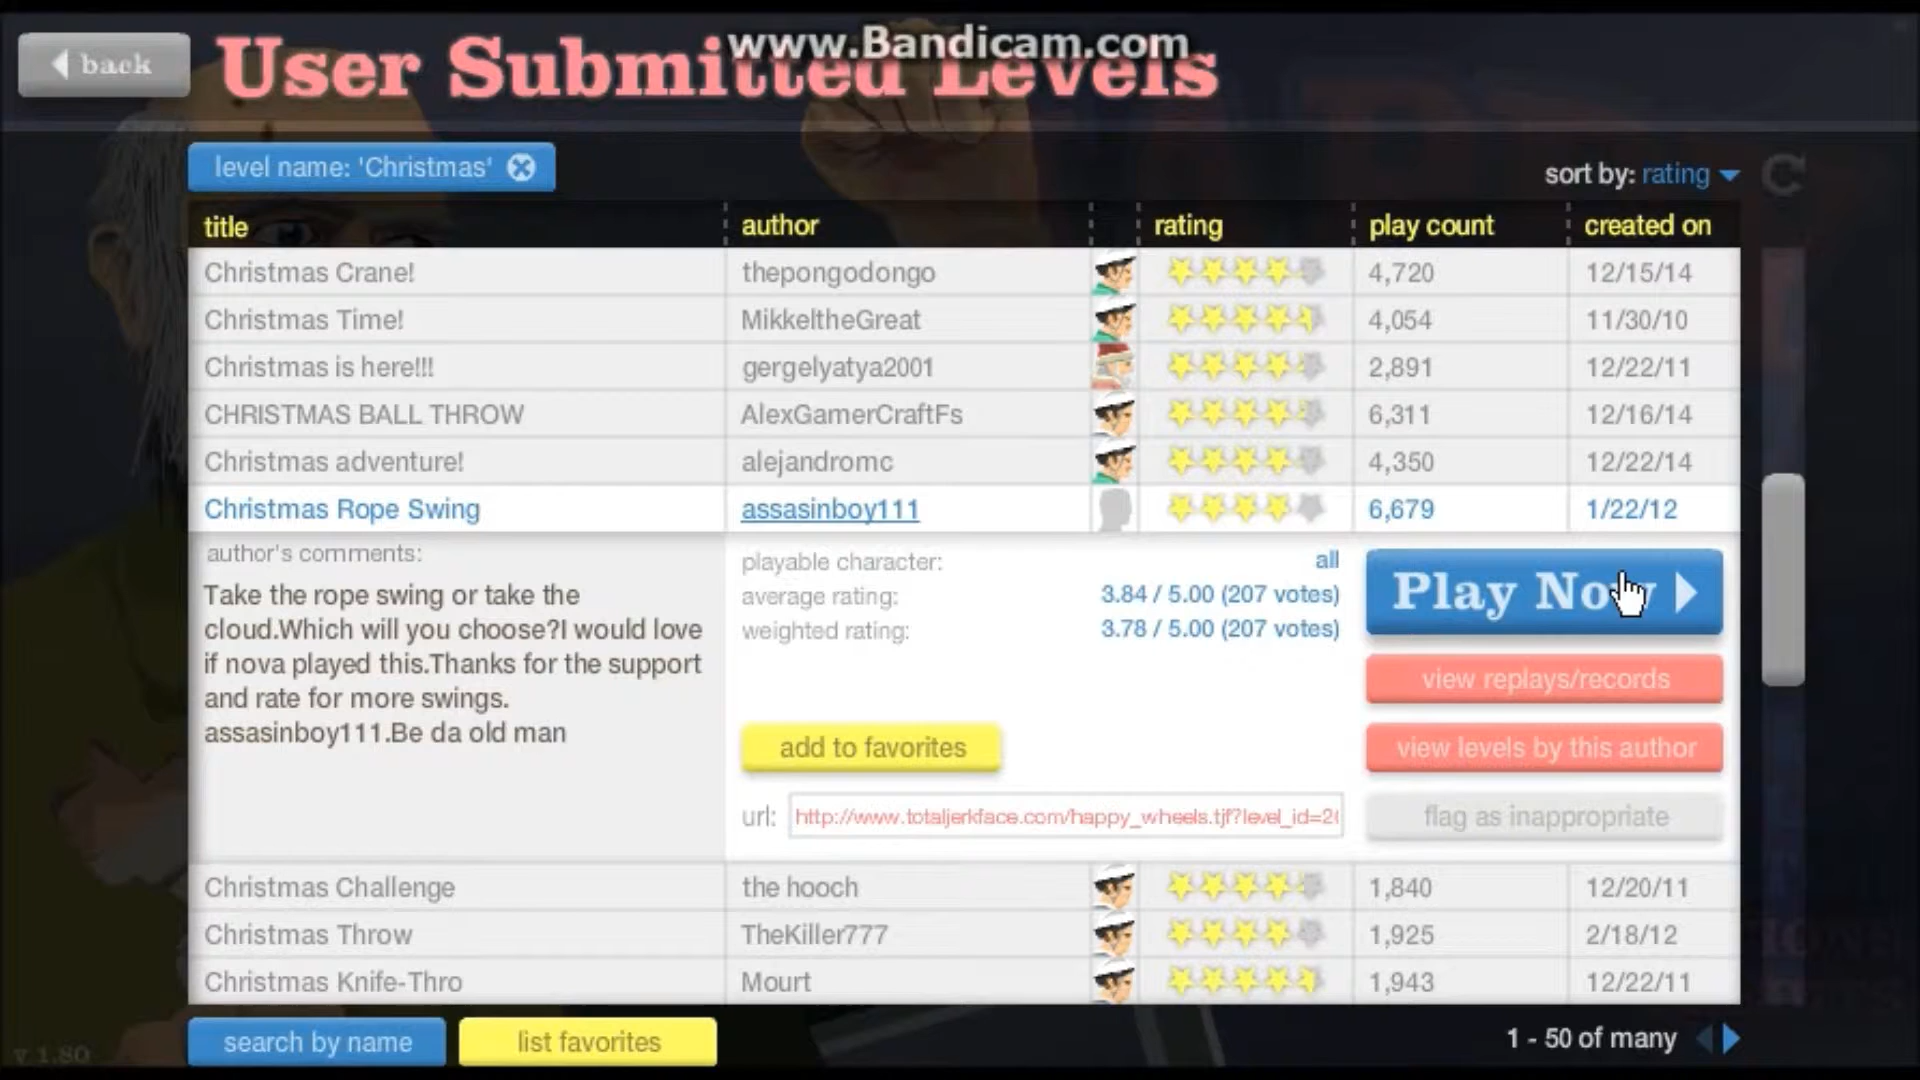 www.Bandicam.com
back
User Submitted Levels
level name: 'Christmas'
sort by: rating
title author rating play count created on
Christmas Crane! thepongodongo 4,720 12/15/14
Christmas Time! MikkeltheGreat 4,054 11/30/10
Christmas is here!!! gergelyatya2001 2,891 12/22/11
CHRISTMAS BALL THROW AlexGamerCraftFs 6,311 12/16/14
Christmas adventure! alejandromc 4,350 12/22/14
Christmas Rope Swing assasinboy111 6,679 1/22/12
author's comments:
Take the rope swing or take the
cloud.Which will you choose?I would love
if nova played this.Thanks for the support
and rate for more swings.
assasinboy111.Be da old man
playable character: all
average rating: 3.84 / 5.00 (207 votes)
weighted rating: 3.78 / 5.00 (207 votes)
add to favorites
url: http://www.totaljerkface.com/happy_wheels.tjf?level_id=2
Play Now
view replays/records
view levels by this author
flag as inappropriate
Christmas Challenge the hooch 1,840 12/20/11
Christmas Throw TheKiller777 1,925 2/18/12
Christmas Knife-Thro Mourt 1,943 12/22/11
search by name
list favorites
1 - 50 of many
v 1.80